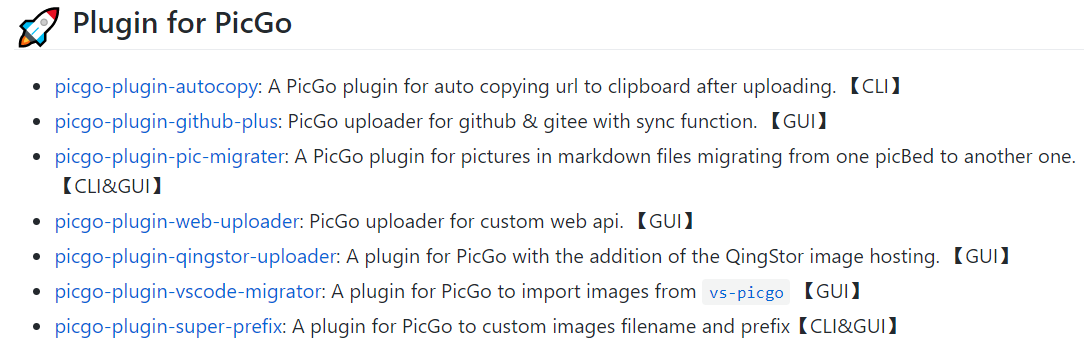 Plugin for PicGo
picgo-plugin-autocopy: A PicGo plugin for auto copying url to clipboard after uploading. 【CLI】
picgo-plugin-github-plus: PicGo uploader for github & gitee with sync function. 【GUI】
picgo-plugin-pic-migrater: A PicGo plugin for pictures in markdown files migrating from one picBed to another one.
【CLI&GUI】
picgo-plugin-web-uploader: PicGo uploader for custom web api. 【GUI】
picgo-plugin-qingstor-uploader: A plugin for PicGo with the addition of the QingStor image hosting. 【GUI】
picgo-plugin-vscode-migrator: A plugin for PicGo to import images from vs-picgo 【GUI】
picgo-plugin-super-prefix: A plugin for PicGo to custom images filename and prefix【CLI&GUI】